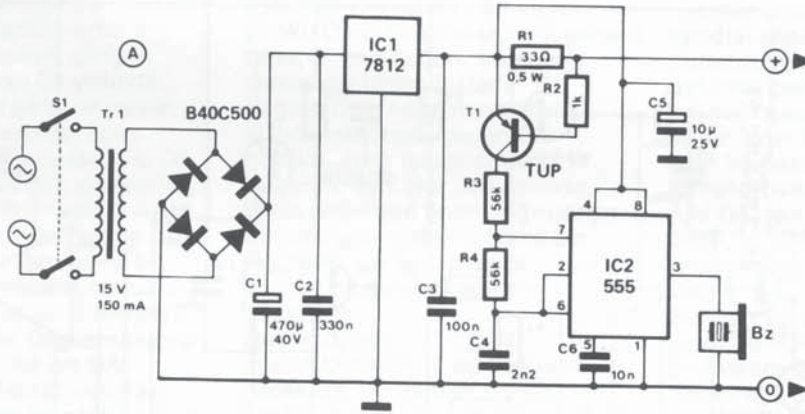 A
S1
Tr 1
15 V
150 mA
B40C500
C1
470µ
40V
C2
330n
IC1
7812
C3
100n
R1
33Ω
0,5 W
R2
1k
T1
TUP
R3
56k
R4
56k
C4
2n2
C5
10µ
25V
4
8
7
2
6
3
5
1
IC2
555
C6
10n
Bz
+
0